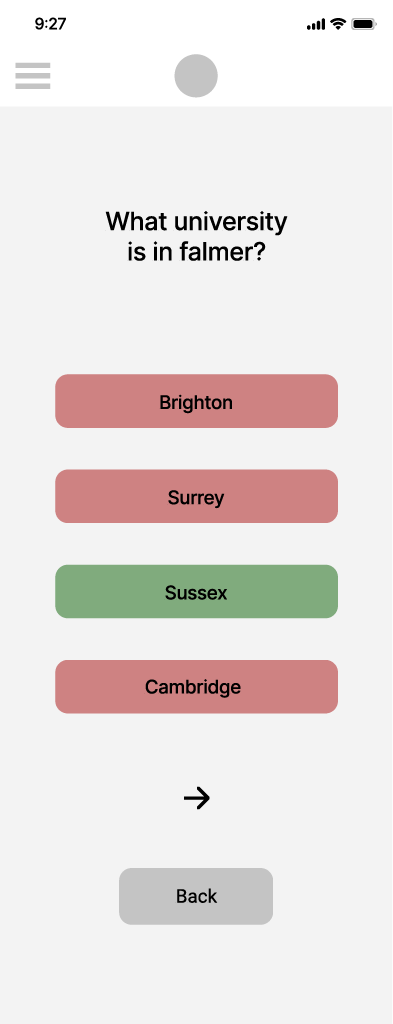 9:27
What university
is in falmer?
Brighton
Surrey
Sussex
Cambridge
Back